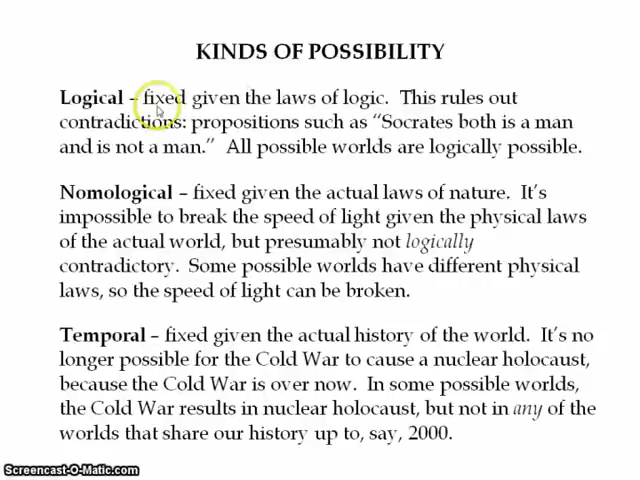 KINDS OF POSSIBILITY
Logical – fixed given the laws of logic. This rules out
contradictions: propositions such as “Socrates both is a man
and is not a man.” All possible worlds are logically possible.
Nomological – fixed given the actual laws of nature. It’s
impossible to break the speed of light given the physical laws
of the actual world, but presumably not logically
contradictory. Some possible worlds have different physical
laws, so the speed of light can be broken.
Temporal – fixed given the actual history of the world. It’s no
longer possible for the Cold War to cause a nuclear holocaust,
because the Cold War is over now. In some possible worlds,
the Cold War results in nuclear holocaust, but not in any of the
worlds that share our history up to, say, 2000.
Screencast-O-Matic.com